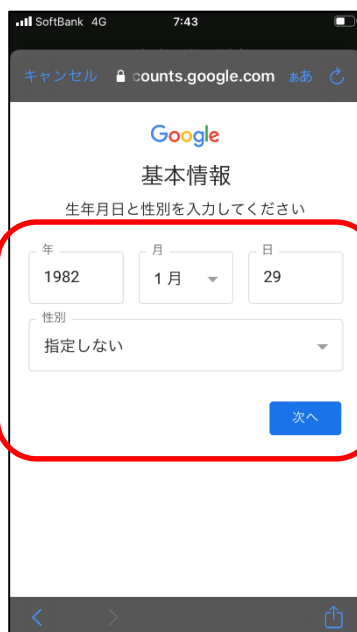 SoftBank 4G 7:43
キャンセル counts.google.com ぁあ
Google
基本情報
生年月日と性別を入力してください
年 月 日
1982 1月 29
性別
指定しない
次へ